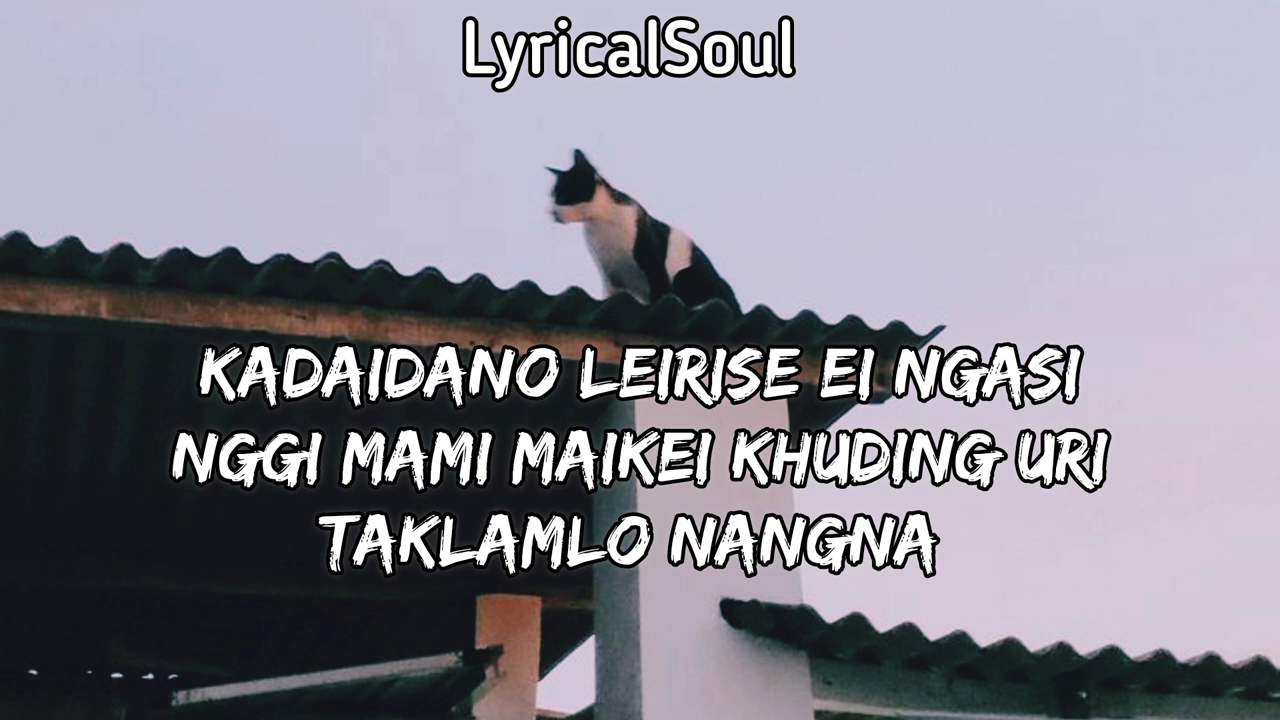 LyricalSoul
KADAIDANO LEIRISE EI NGASI
NGGI MAMI MAIKEI KHUDING URI
TAKLAMLO NANGNA